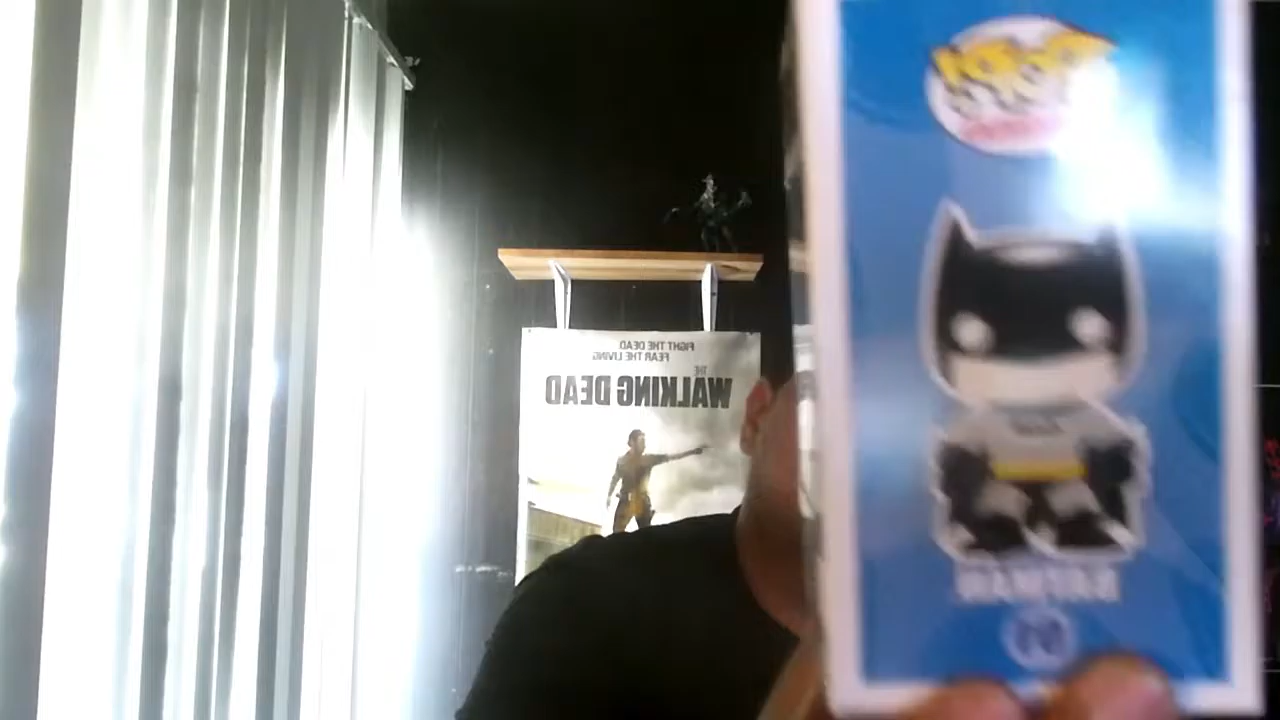 FIGHT THE DEAD
FEAR THE LIVING
THE
WALKING DEAD
BATMAN